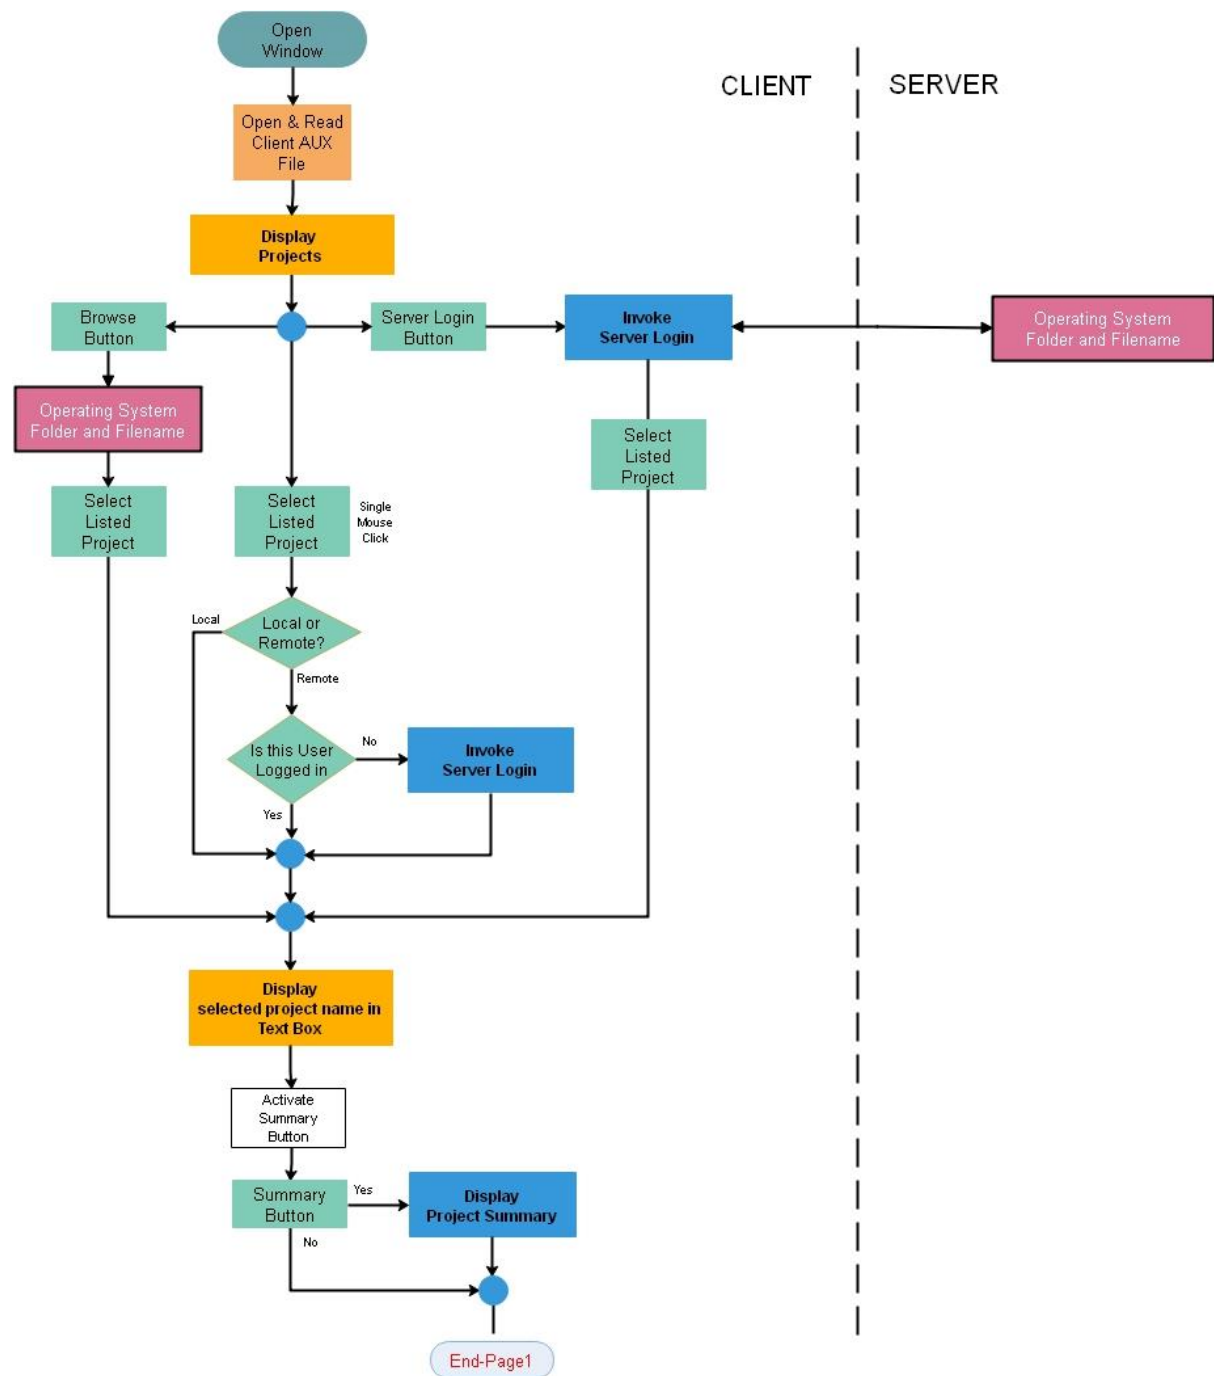 Open
Window
CLIENT
SERVER
Open & Read
Client AUX
File
Display
Projects
Browse
Button
Server Login
Button
Invoke
Server Login
Operating System
Folder and Filename
Operating System
Folder and Filename
Select
Listed
Project
Select
Listed
Project
Select
Listed
Project
Single
Mouse
Click
Local
Local or
Remote?
Remote
Is this User
Logged in
No
Invoke
Server Login
Yes
Display
selected project name in
Text Box
Activate
Summary
Button
Summary
Button
Yes
Display
Project Summary
No
End-Page1